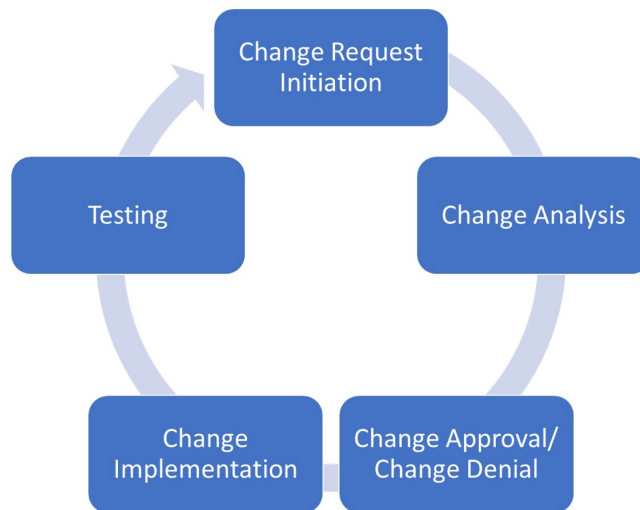 Change Request
Initiation
Change Analysis
Change Approval/
Change Denial
Change
Implementation
Testing